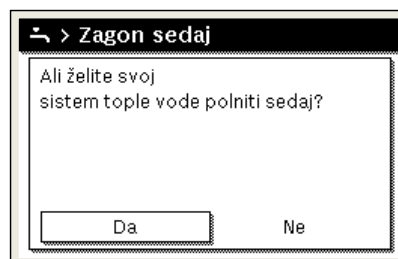 > Zagon sedaj
Ali želite svoj
sistem tople vode polniti sedaj?
Da
Ne